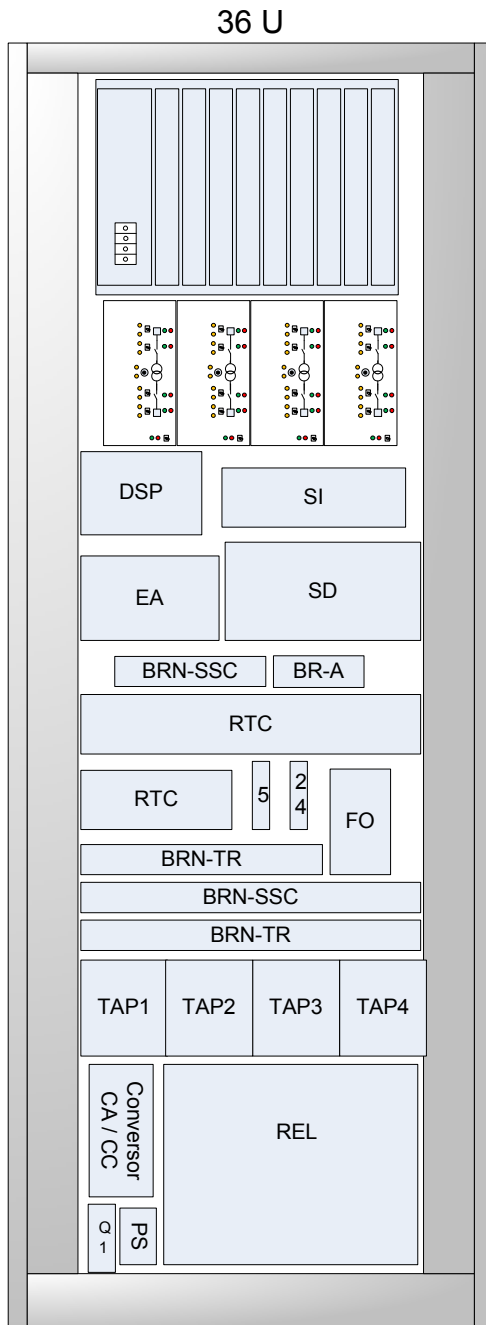 36 U
DSP
SI
EA
SD
BRN-SSC
BR-A
RTC
RTC
5
2
4
FO
BRN-TR
BRN-SSC
BRN-TR
TAP1
TAP2
TAP3
TAP4
Conversor
CA / CC
REL
Q
1
PS